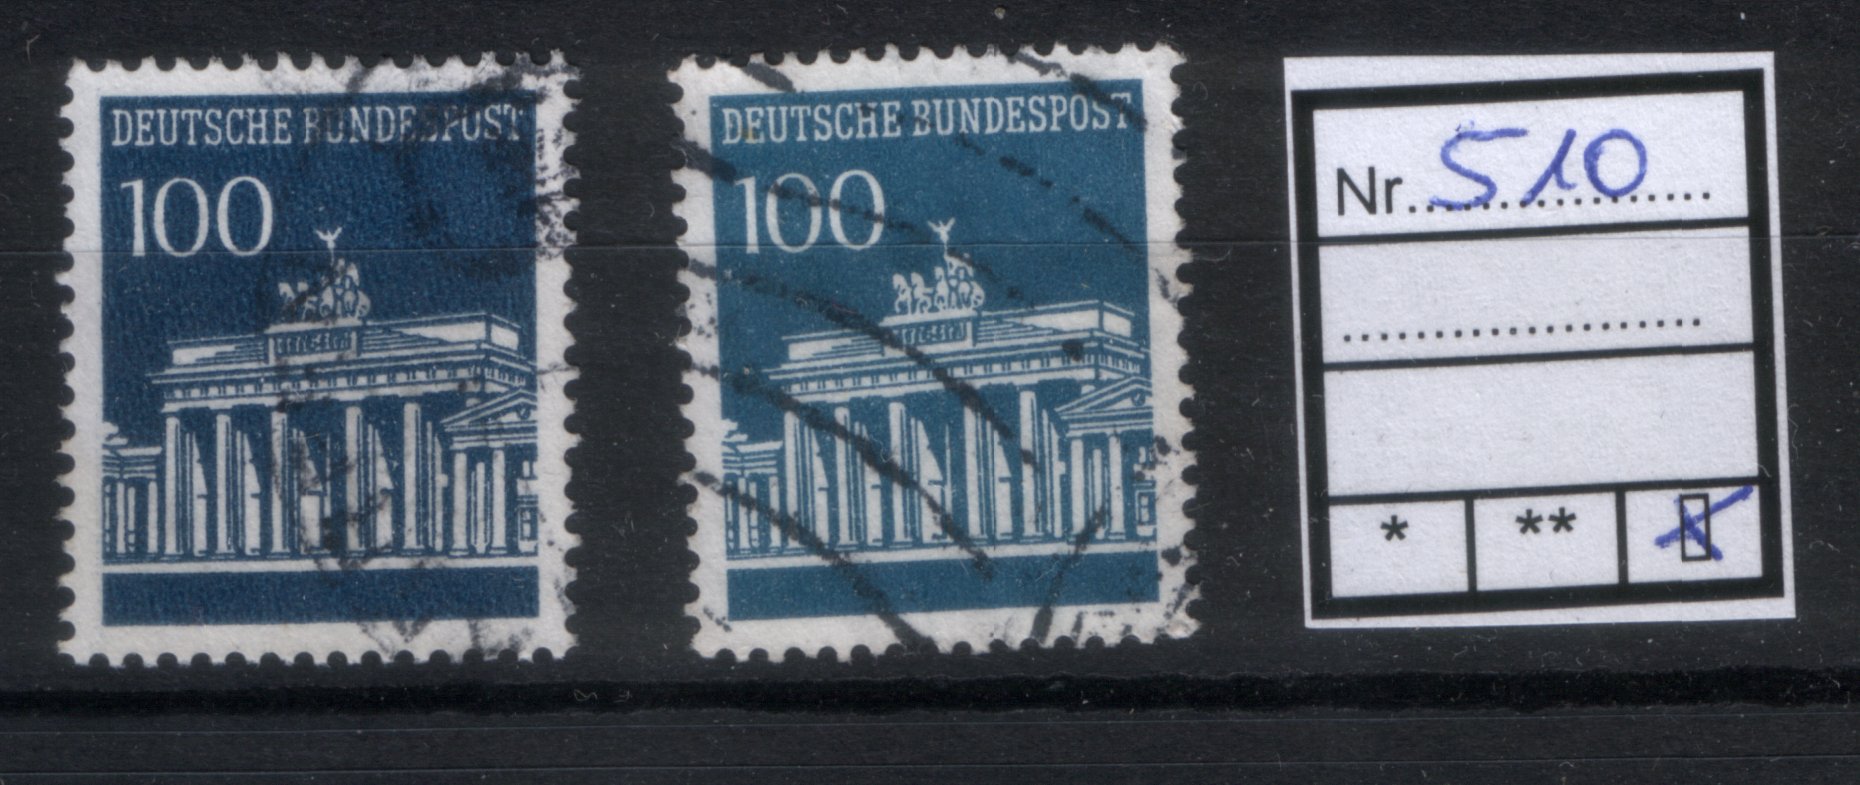 DEUTSCHE BUNDESPOST
100
DEUTSCHE BUNDESPOST
100
Nr. 510
* **